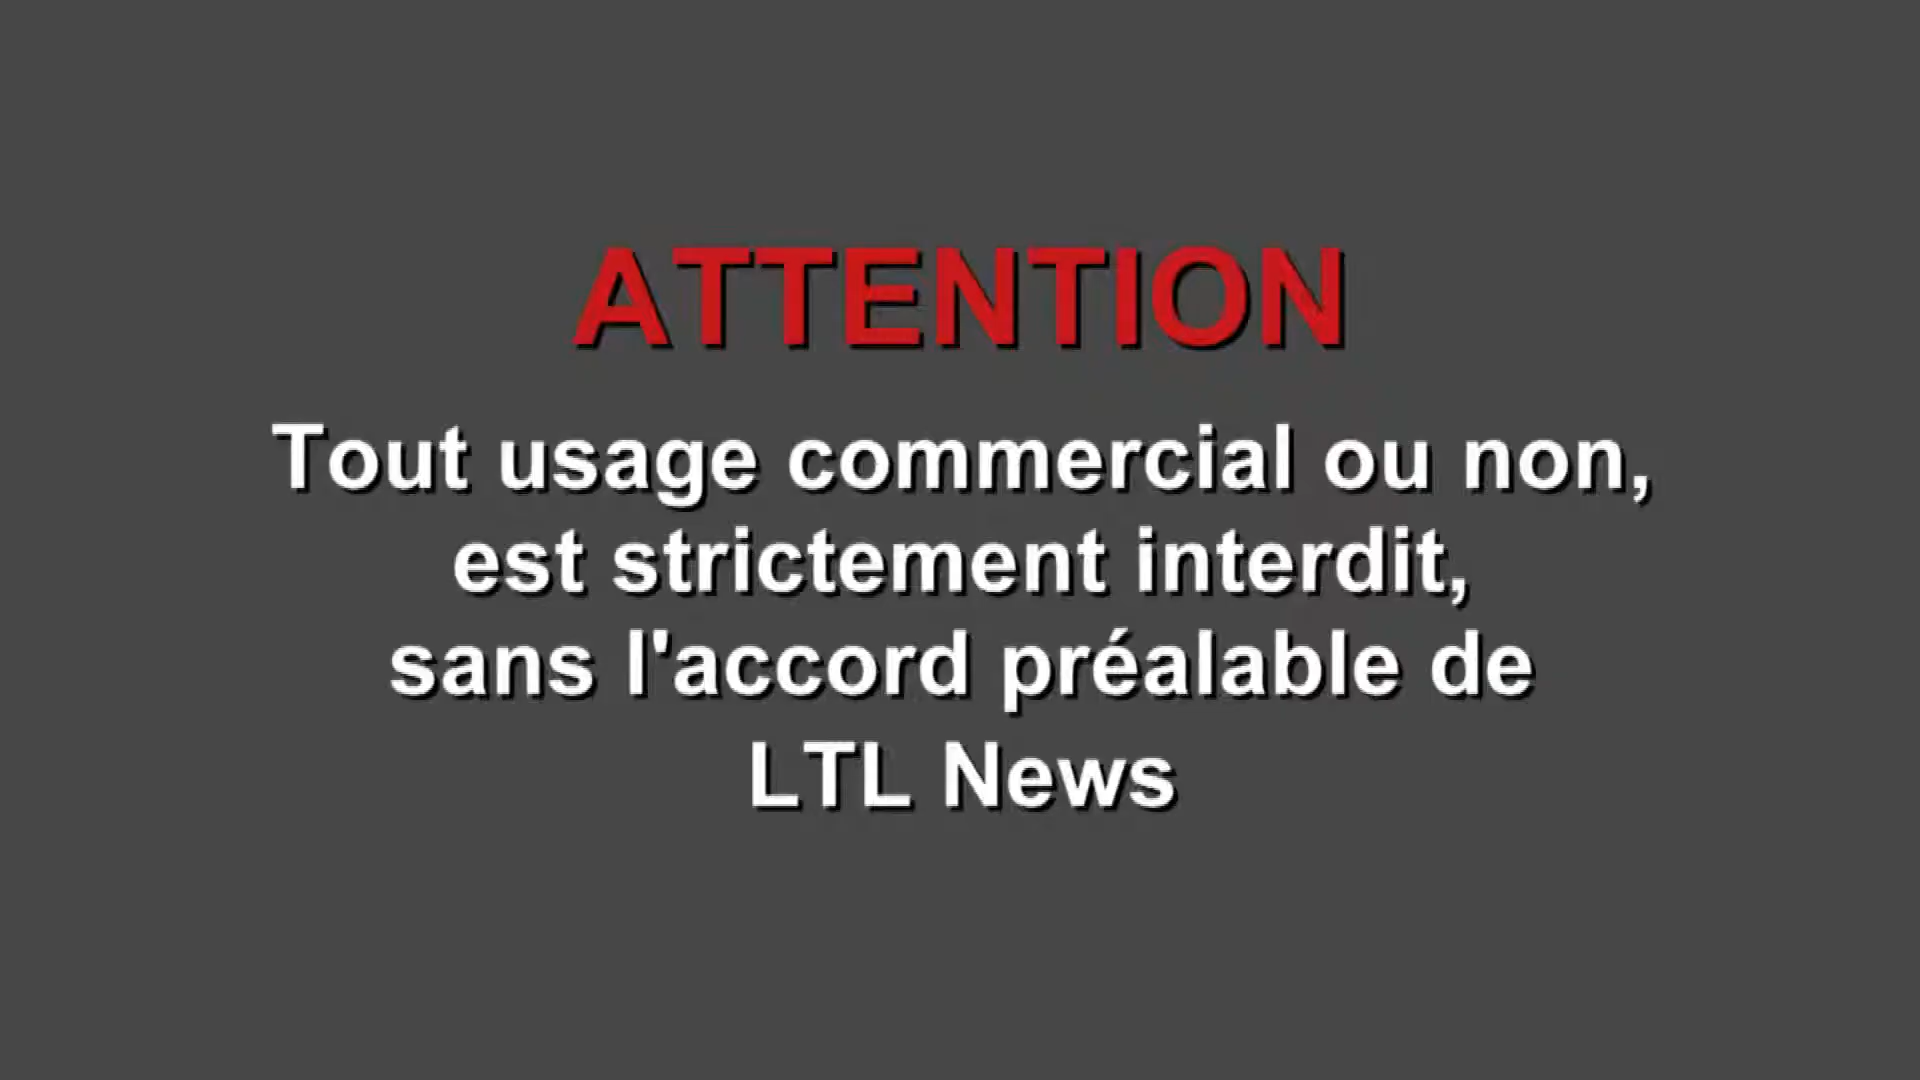 ATTENTION
Tout usage commercial ou non,
est strictement interdit,
sans l'accord préalable de
LTL News